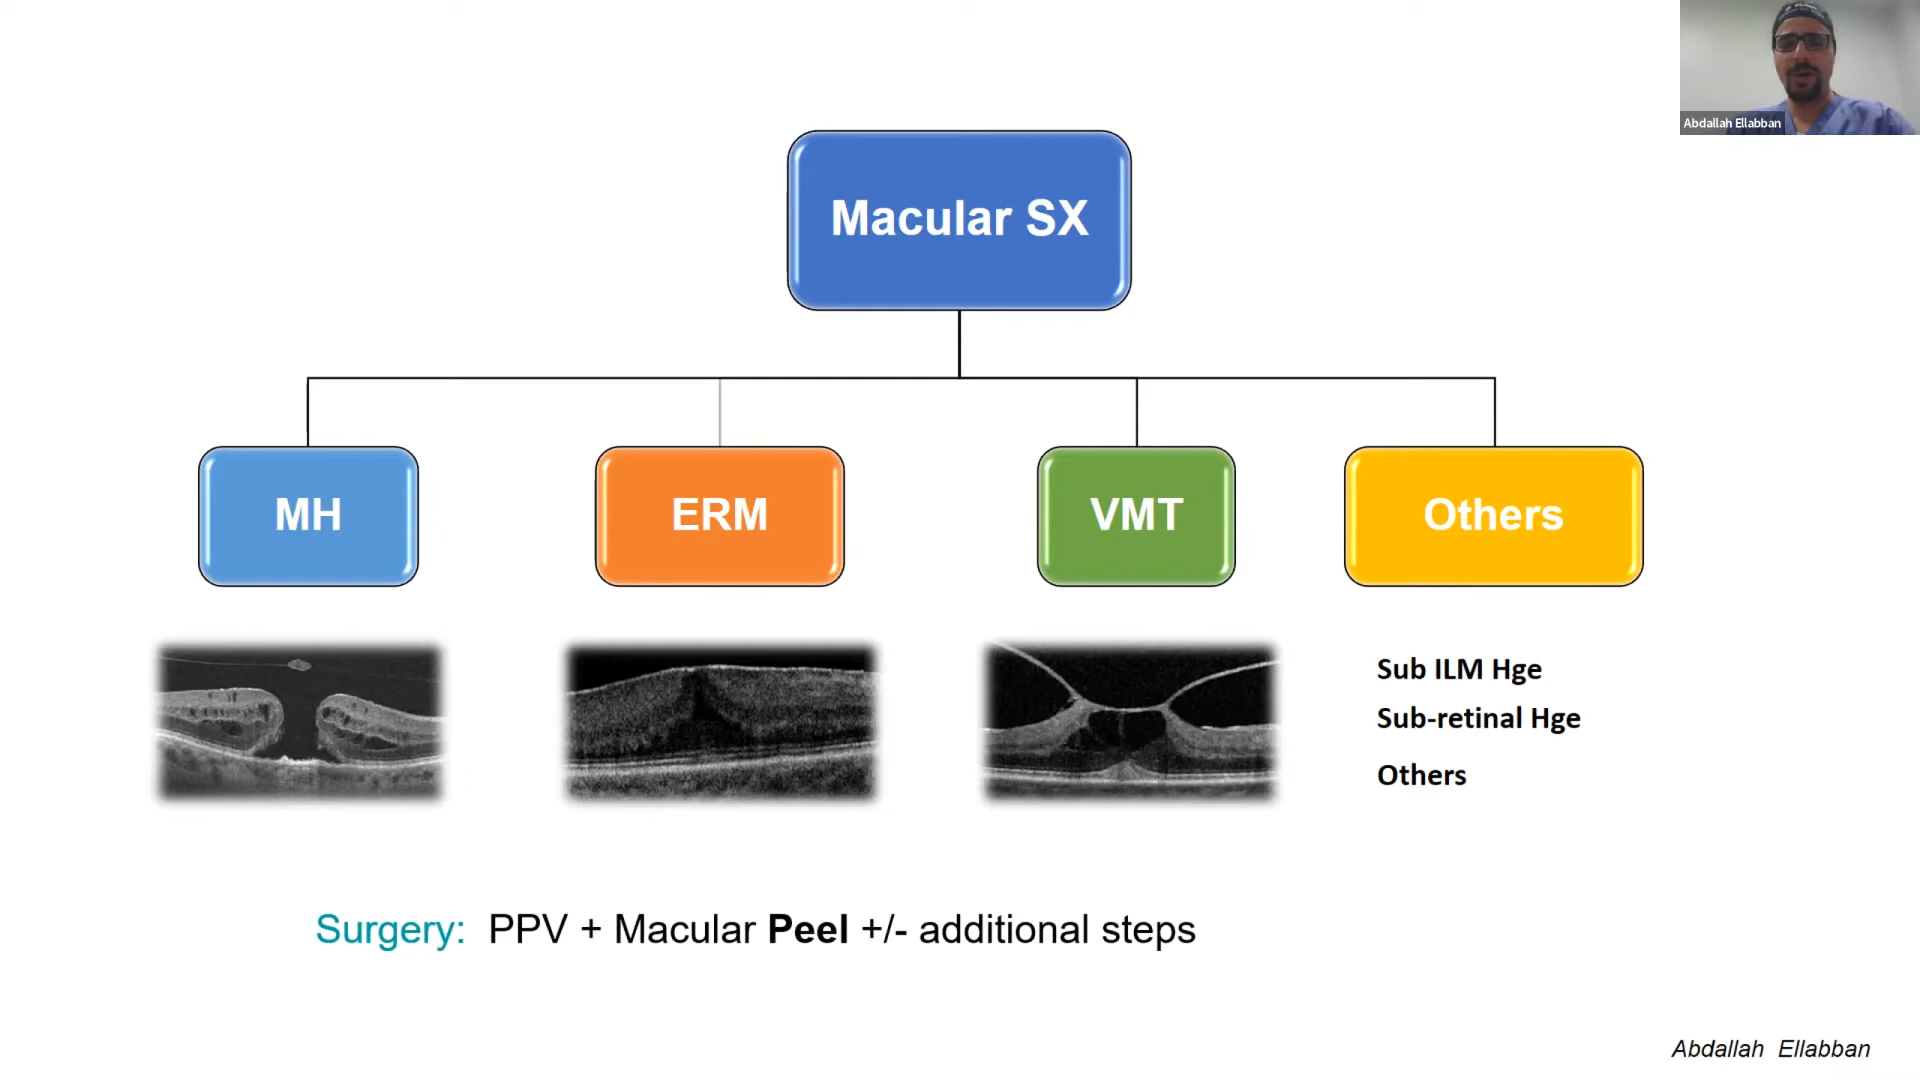 Abdallah Ellabban
Macular SX
MH
ERM
VMT
Others
Sub ILM Hge
Sub-retinal Hge
Others
Surgery: PPV + Macular Peel +/- additional steps
Abdallah Ellabban